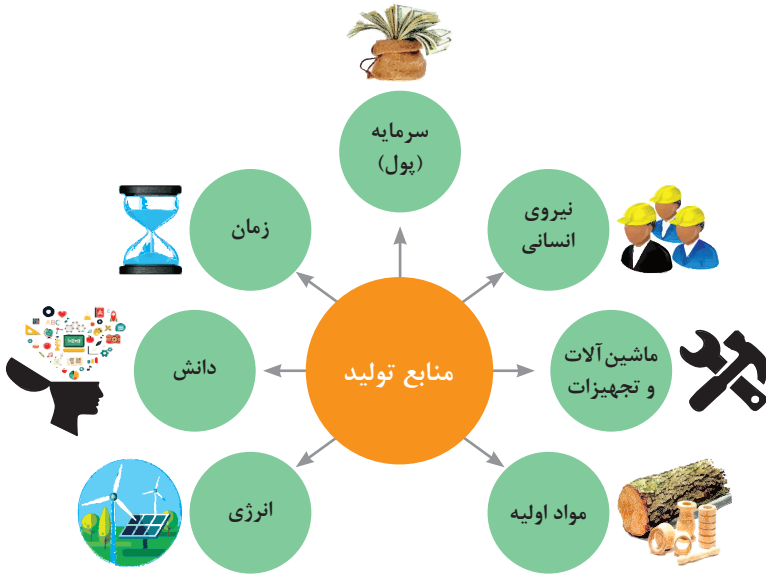 سرمایه
(پول)
نیروی
انسانی
زمان
ماشین‌آلات
و تجهیزات
منابع تولید
دانش
مواد اولیه
انرژی